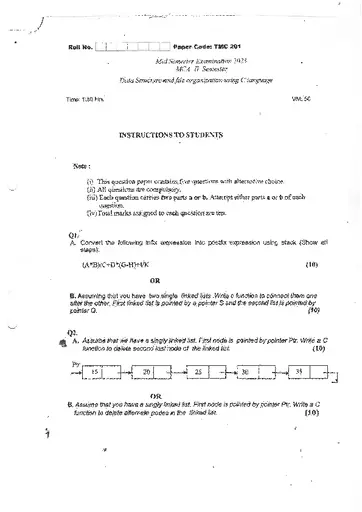 Roll No. Paper Code: TMC 201
Mid Semester Examination 2023
MCA II Semester
Data Structure and file organization using C language
Time: 1:30 Hrs. MM: 50
INSTRUCTIONS TO STUDENTS
Note :
(i) This question paper contains five questions with alternative choice.
(ii) All questions are compulsory.
(iii) Each question carries two parts a or b. Attempt either parts a or b of each
question.
(iv) Total marks assigned to each question are ten.
Q1.
A. Convert the following infix expression into postfix expression using stack (Show all
steps).
(A*B)/C+D*(G-H)+I/K (10)
OR
B. Assuming that you have two single linked lists .Write c function to connect them one
after the other. First linked list is pointed by a pointer S and the second list is pointed by
pointer Q. (10)
Q2.
A. Assume that we have a singly linked list. First node is pointed by pointer Ptr. Write a C
function to delete second last node of the linked list. (10)
Ptr
15 20 25 30 35
OR
B. Assume that you have a singly linked list. First node is pointed by pointer Ptr. Write a C
function to delete alternate nodes in the linked list. (10)
1